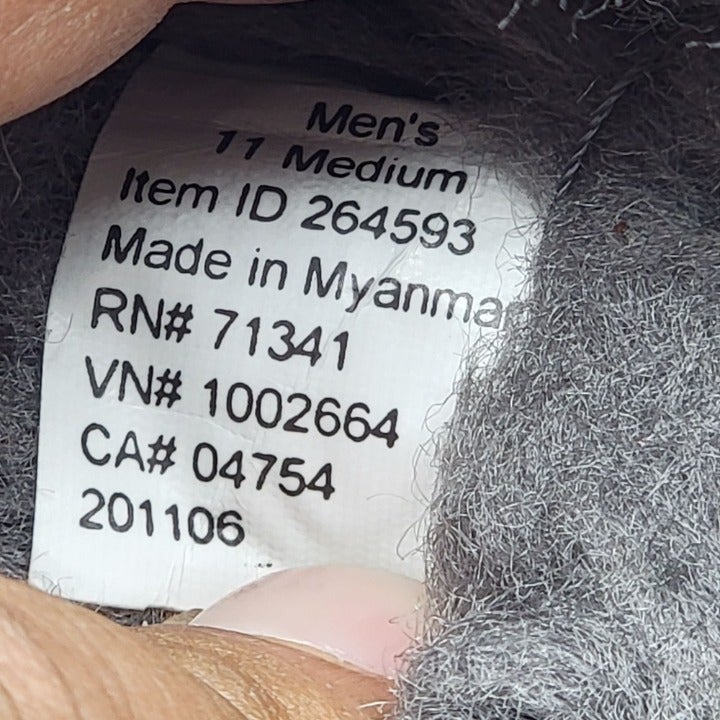 Men's
11 Medium
Item ID 264593
Made in Myanma
RN# 71341
VN# 1002664
CA# 04754
201106